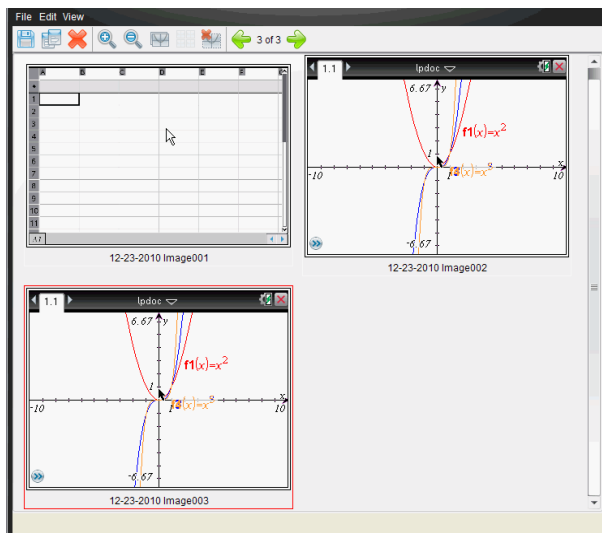 File Edit View
3 of 3
A B C D E F
1
2
3
4
5
6
7
8
9
10
11
12-23-2010 Image001
1.1 lpdoc
6.67 y
f1(x)=x²
1
x
-10 1 10
-6.67
12-23-2010 Image002
1.1 lpdoc
6.67 y
f1(x)=x²
1
x
-10 1 10
-6.67
12-23-2010 Image003